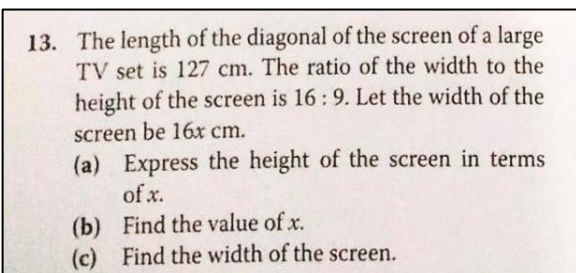 13. The length of the diagonal of the screen of a large
TV set is 127 cm. The ratio of the width to the
height of the screen is 16 : 9. Let the width of the
screen be 16x cm.
(a) Express the height of the screen in terms
of x.
(b) Find the value of x.
(c) Find the width of the screen.